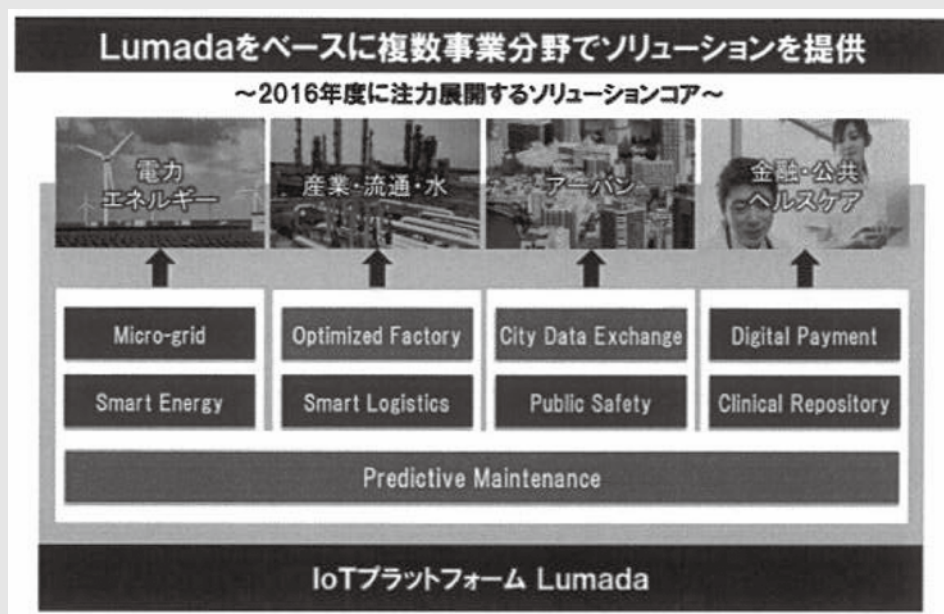 Lumadaをベースに複数事業分野でソリューションを提供
～2016年度に注力展開するソリューションコア～
電力
エネルギー
産業・流通・水
アーバン
金融・公共
ヘルスケア
Micro-grid
Optimized Factory
City Data Exchange
Digital Payment
Smart Energy
Smart Logistics
Public Safety
Clinical Repository
Predictive Maintenance
IoTプラットフォーム Lumada